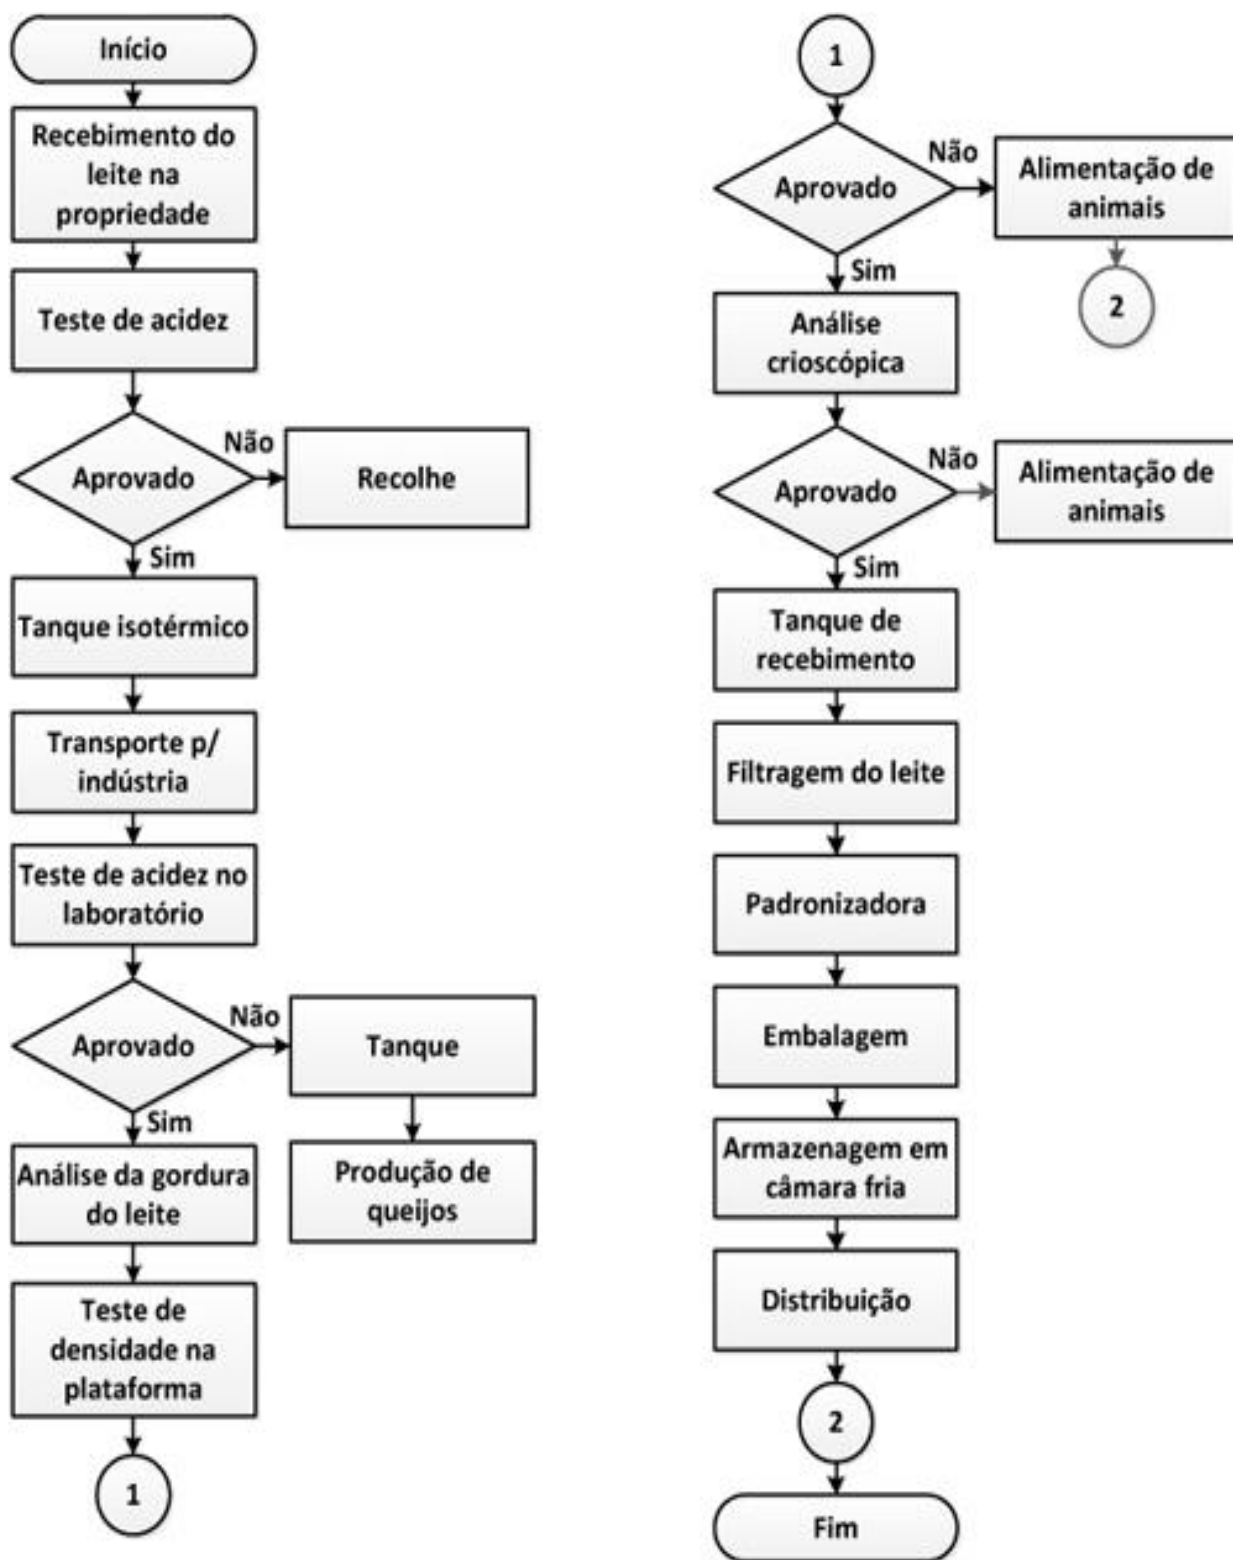 Início
Recebimento do
leite na
propriedade
Teste de acidez
Aprovado
Não
Recolhe
Sim
Tanque isotérmico
Transporte p/
indústria
Teste de acidez no
laboratório
Aprovado
Não
Tanque
Sim
Produção de
queijos
Análise da gordura
do leite
Teste de
densidade na
plataforma
1
1
Aprovado
Não
Alimentação de
animais
2
Sim
Análise
crioscópica
Aprovado
Não
Alimentação de
animais
Sim
Tanque de
recebimento
Filtragem do leite
Padronizadora
Embalagem
Armazenagem em
câmara fria
Distribuição
2
Fim